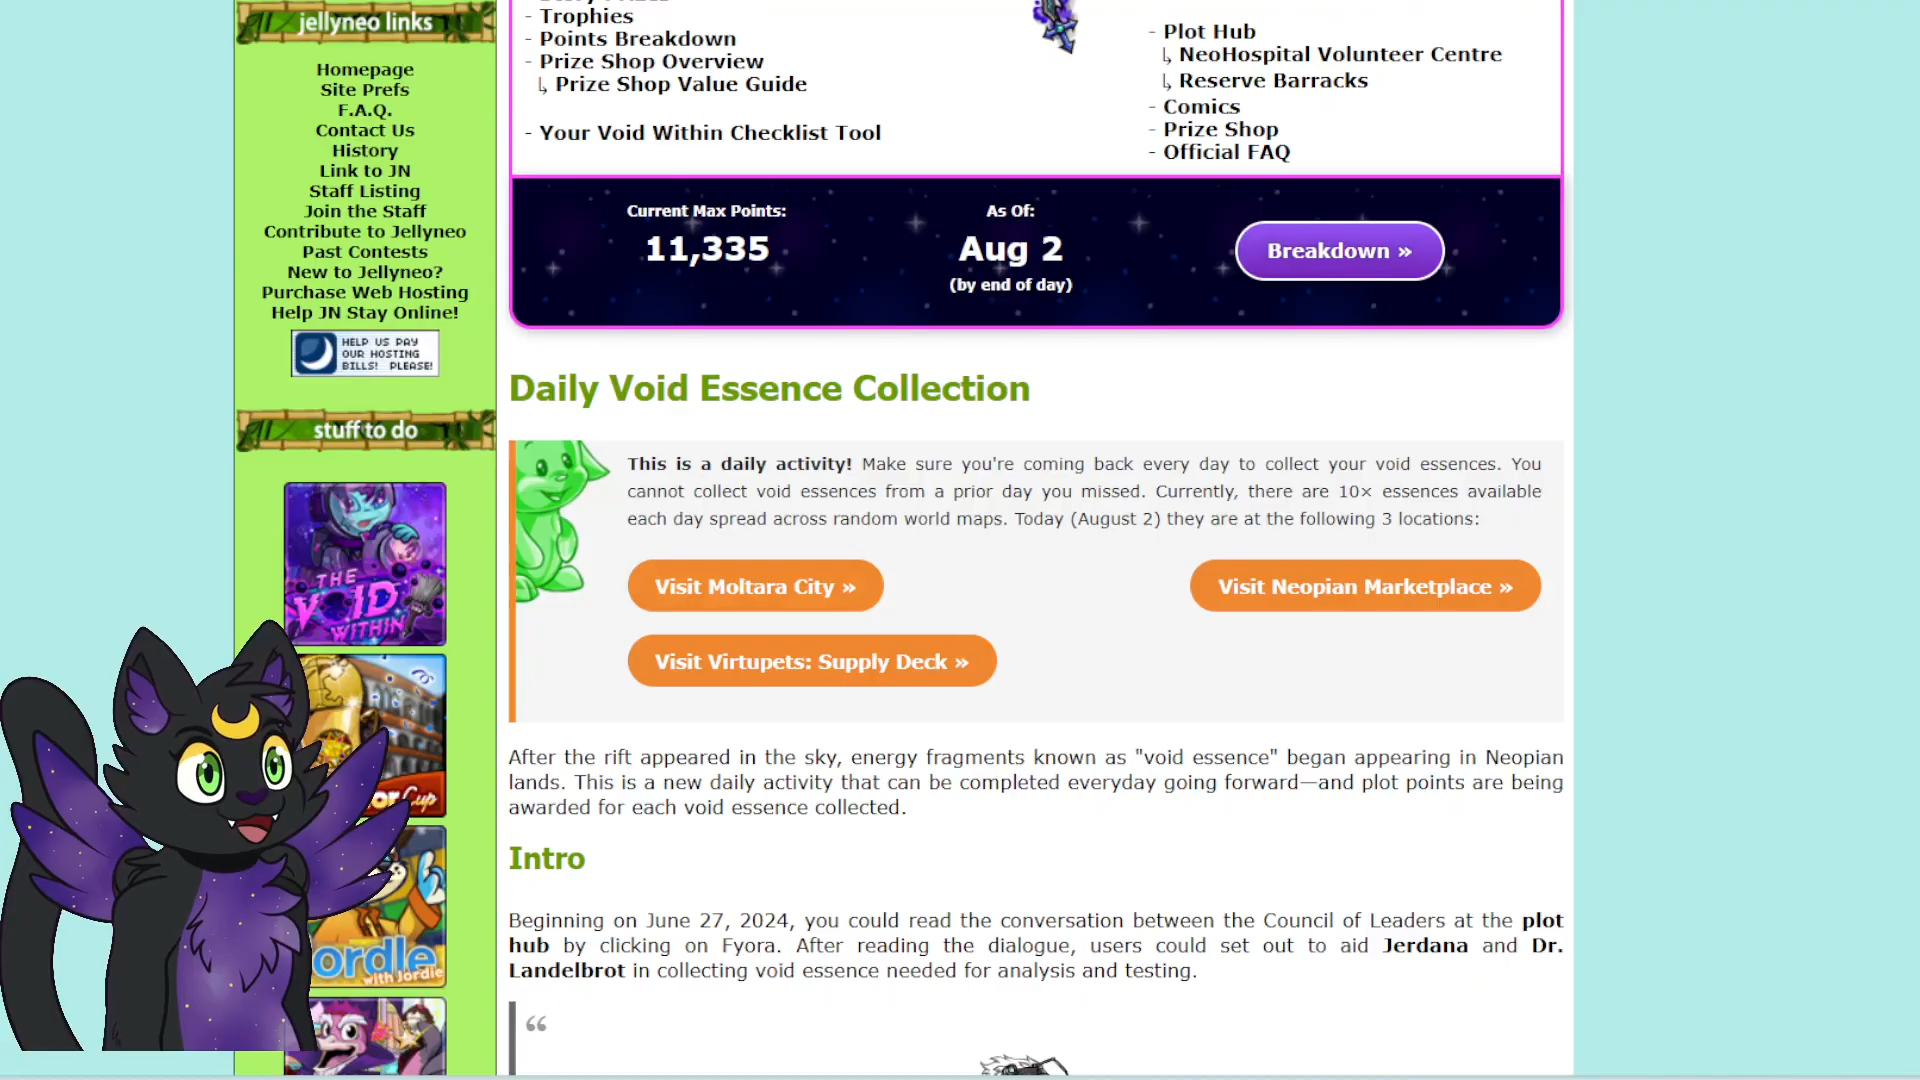 jellyneo links
Homepage
Site Prefs
F.A.Q.
Contact Us
History
Link to JN
Staff Listing
Join the Staff
Contribute to Jellyneo
Past Contests
New to Jellyneo?
Purchase Web Hosting
Help JN Stay Online!
HELP US PAY
OUR HOSTING
BILLS! PLEASE!
stuff to do
THE
VOID
WITHIN
Cup
ordle
with Jordie
- Trophies
- Points Breakdown
- Prize Shop Overview
↳ Prize Shop Value Guide
- Your Void Within Checklist Tool
- Plot Hub
↳ NeoHospital Volunteer Centre
↳ Reserve Barracks
- Comics
- Prize Shop
- Official FAQ
Current Max Points:
11,335
As Of:
Aug 2
(by end of day)
Breakdown »
Daily Void Essence Collection
This is a daily activity! Make sure you're coming back every day to collect your void essences. You
cannot collect void essences from a prior day you missed. Currently, there are 10× essences available
each day spread across random world maps. Today (August 2) they are at the following 3 locations:
Visit Moltara City »
Visit Neopian Marketplace »
Visit Virtupets: Supply Deck »
After the rift appeared in the sky, energy fragments known as "void essence" began appearing in Neopian
lands. This is a new daily activity that can be completed everyday going forward—and plot points are being
awarded for each void essence collected.
Intro
Beginning on June 27, 2024, you could read the conversation between the Council of Leaders at the plot
hub by clicking on Fyora. After reading the dialogue, users could set out to aid Jerdana and Dr.
Landelbrot in collecting void essence needed for analysis and testing.
“